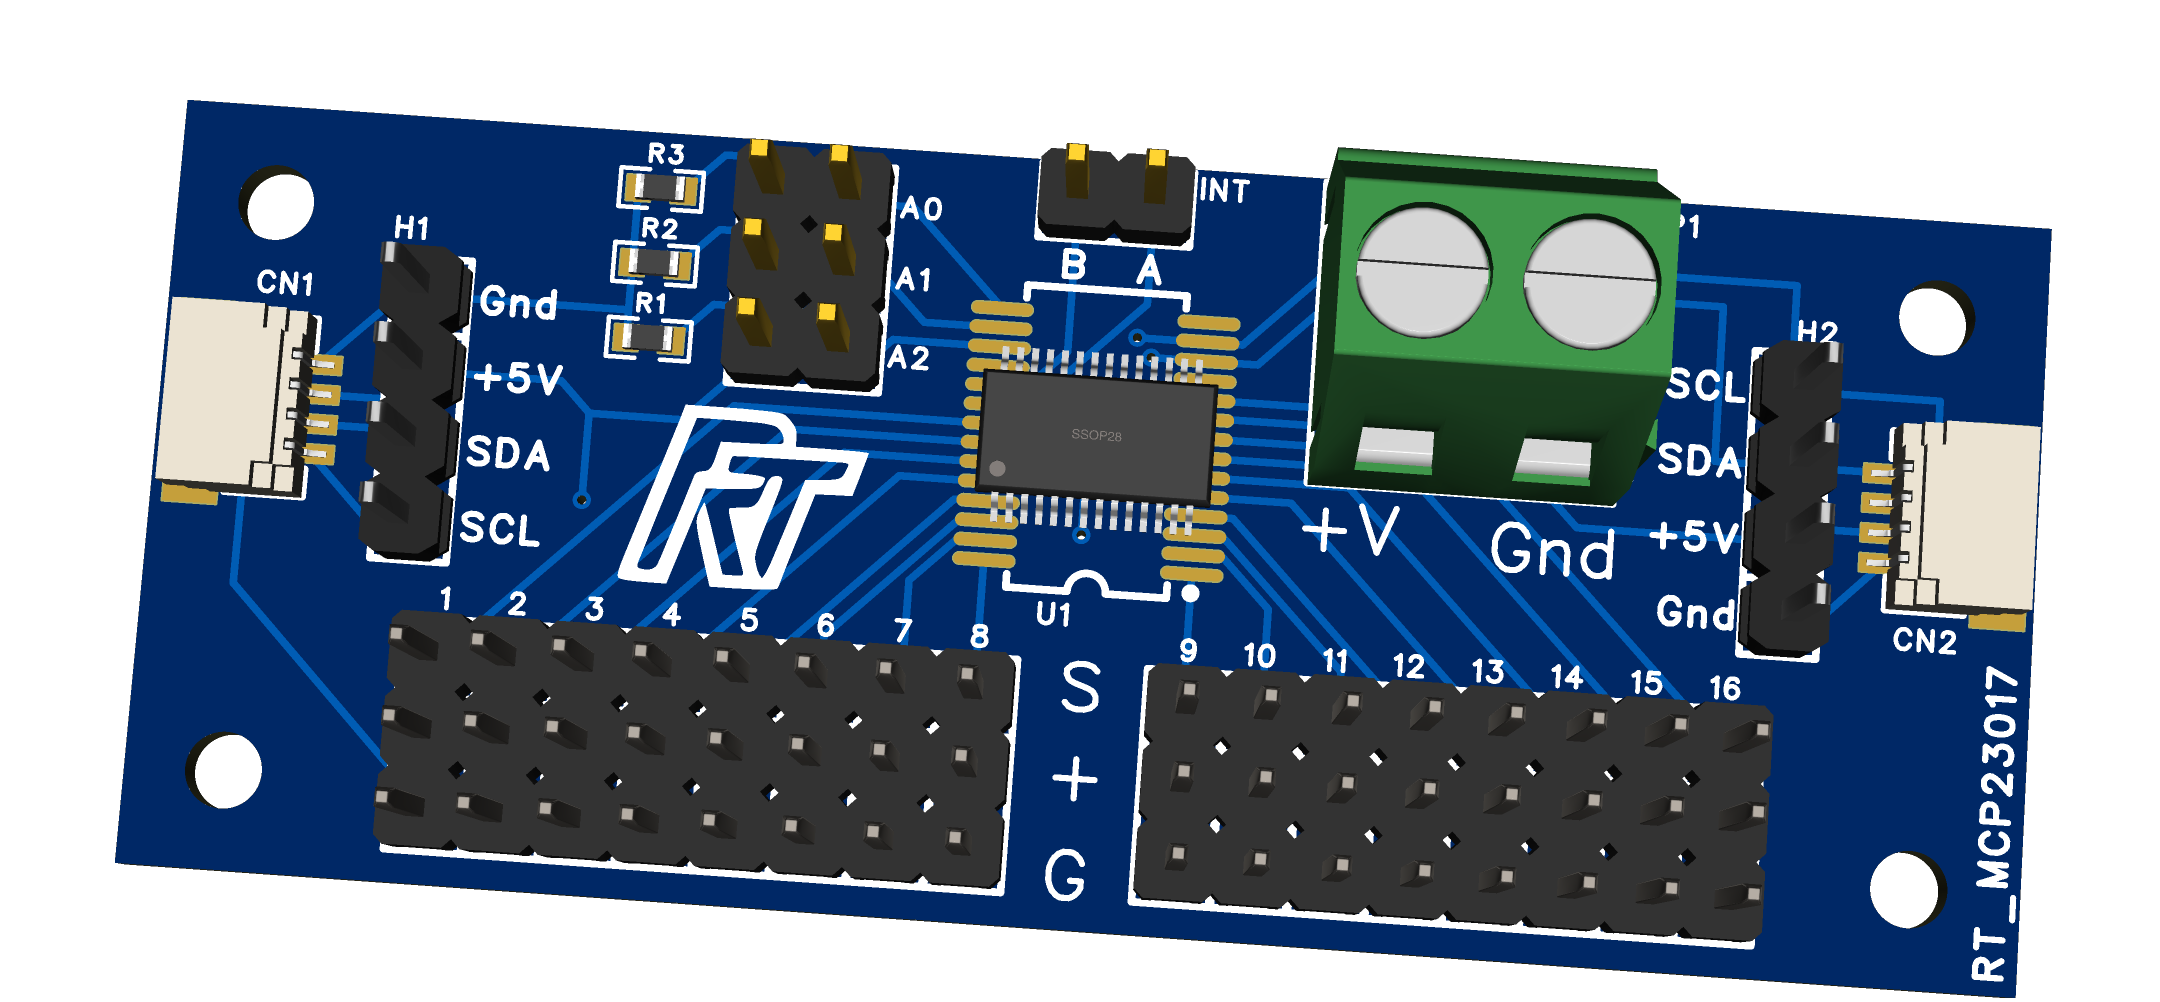 R3
R2
R1
A0
A1
A2
INT
B
A
P1
H1
CN1
Gnd
+5V
SDA
SCL
SSOP28
RT
U1
+V
Gnd
H2
SCL
SDA
+5V
Gnd
CN2
1 2 3 4 5 6 7 8
S
+
G
9 10 11 12 13 14 15 16
RT_MCP23017